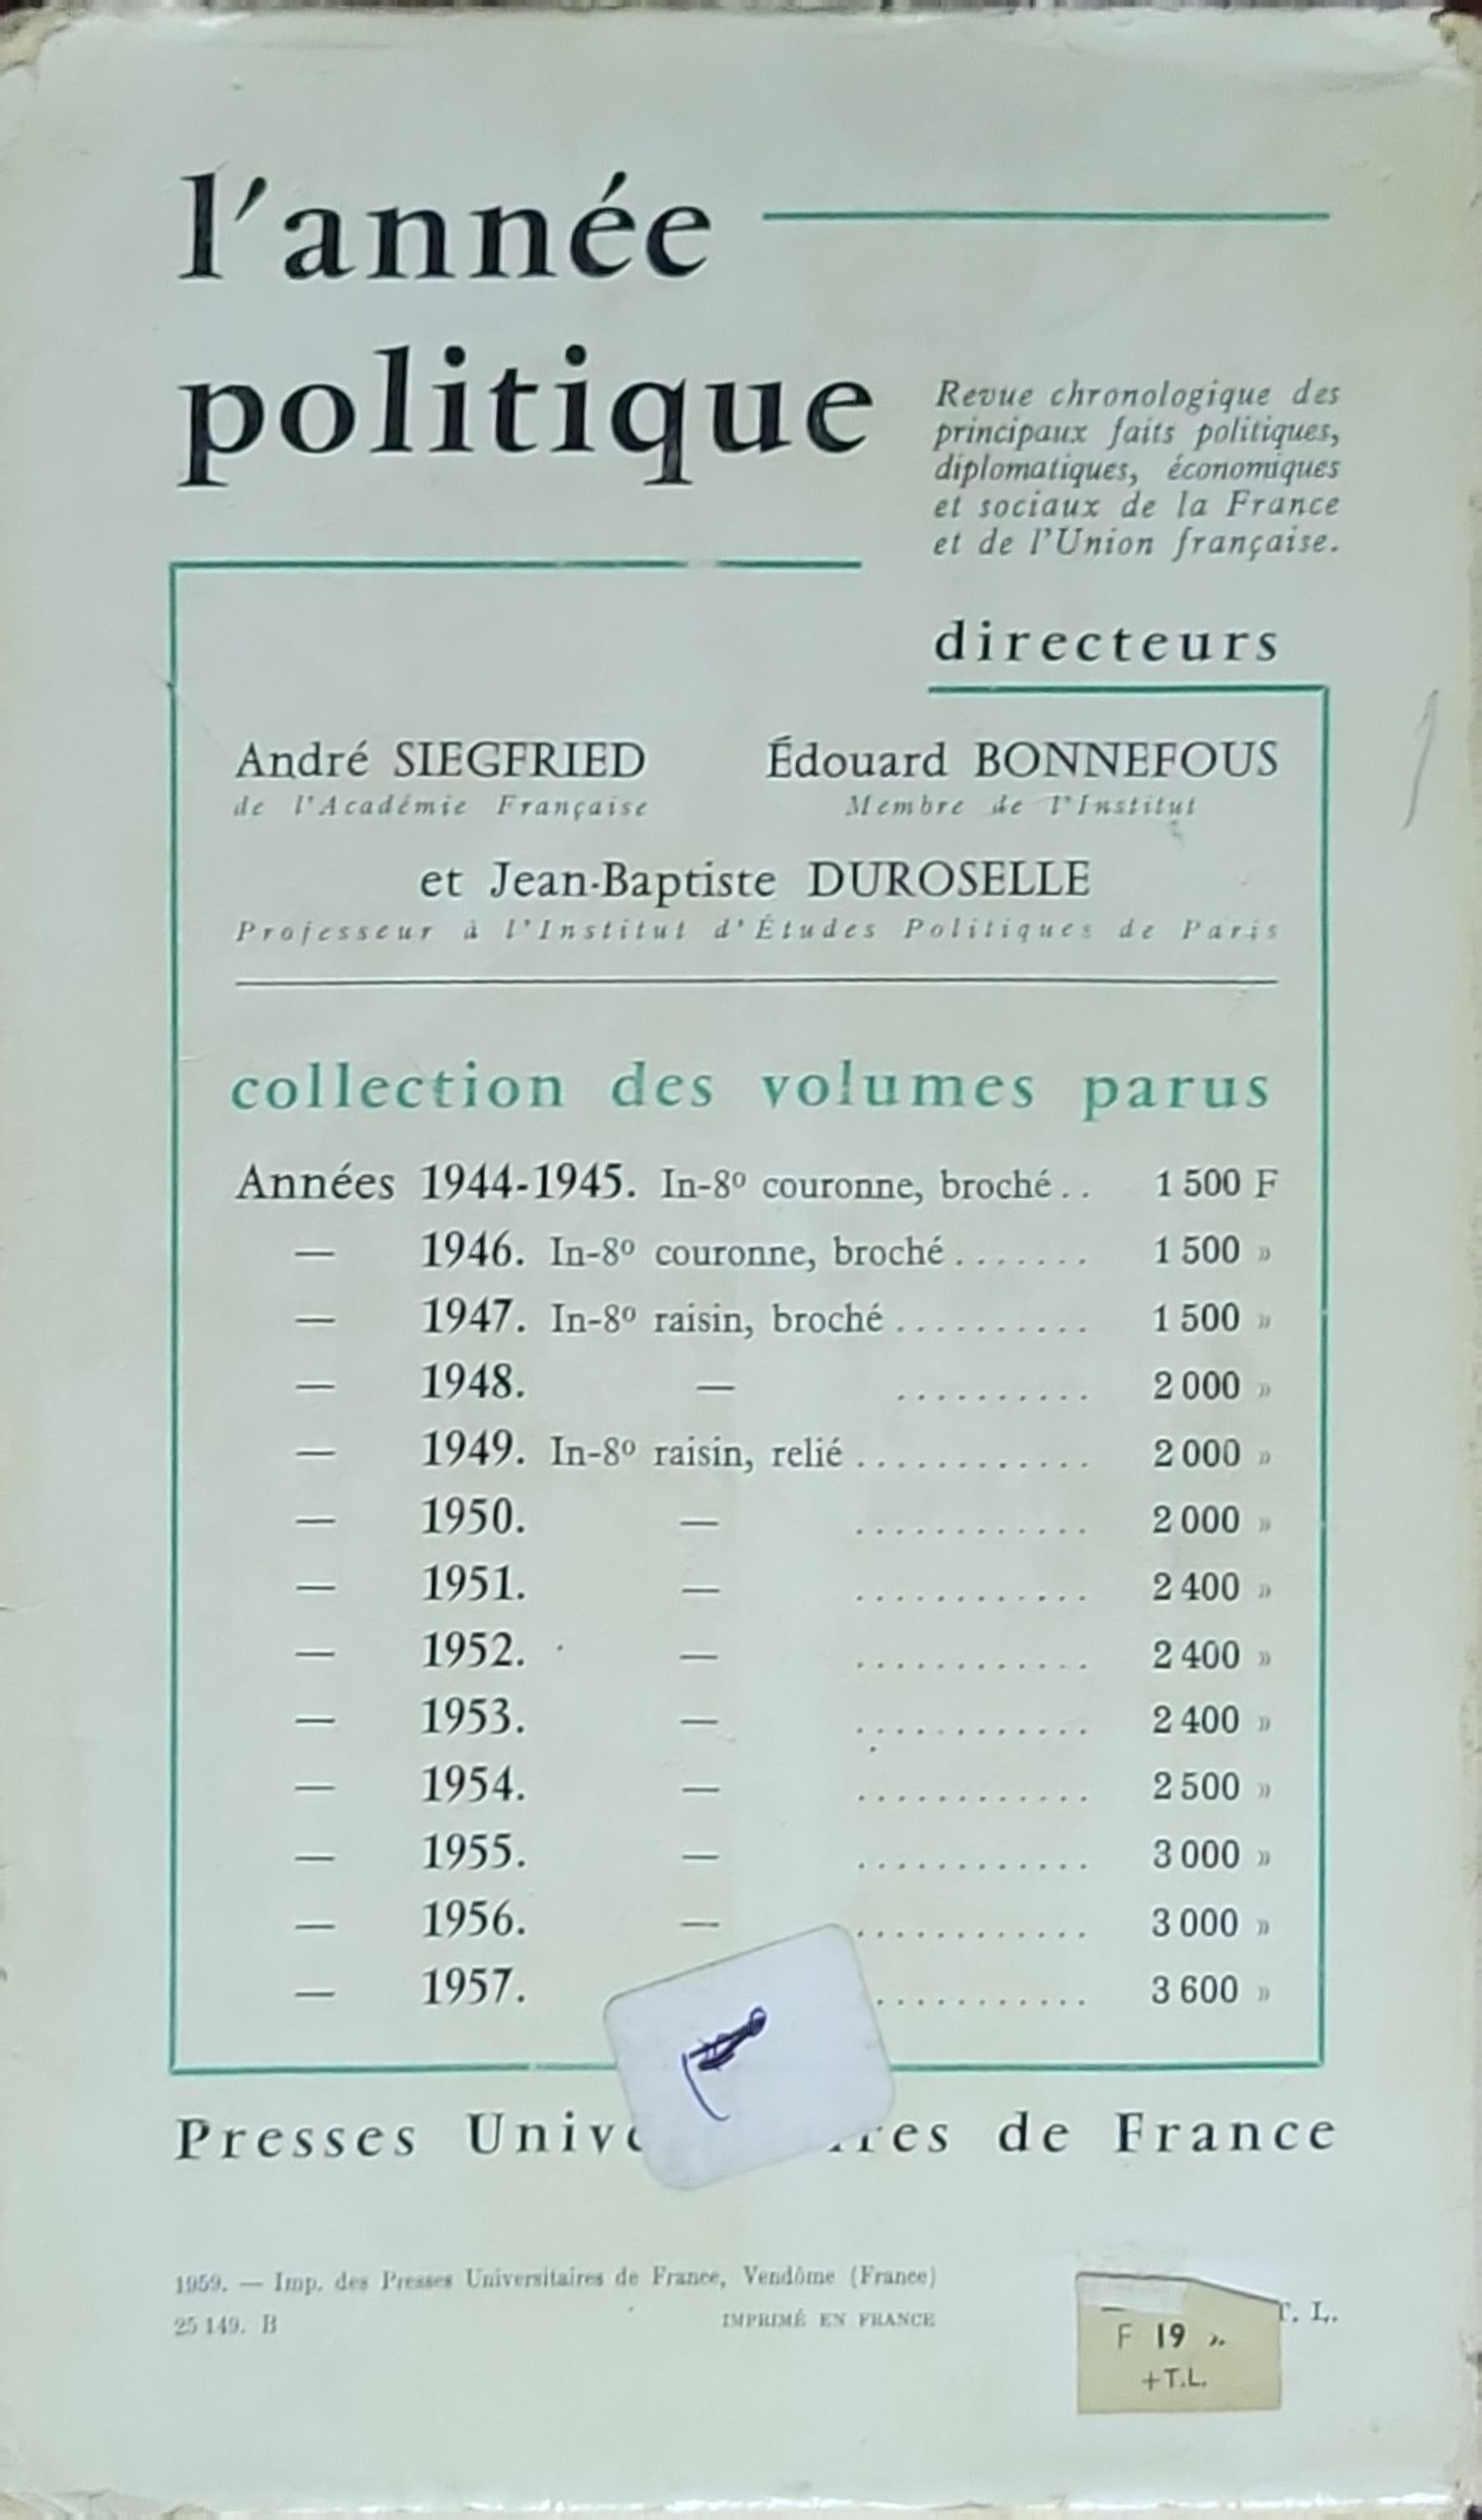 l'année
politique
Revue chronologique des
principaux faits politiques,
diplomatiques, économiques
et sociaux de la France
et de l'Union française.
directeurs
André SIEGFRIED Édouard BONNEFOUS
de l'Académie Française Membre de l'Institut
et Jean-Baptiste DUROSELLE
Professeur à l'Institut d'Études Politiques de Paris
collection des volumes parus
Années 1944-1945. In-8º couronne, broché.. 1 500 F
— 1946. In-8º couronne, broché....... 1 500 »
— 1947. In-8º raisin, broché.......... 1 500 »
— 1948. — .......... 2 000 »
— 1949. In-8º raisin, relié............ 2 000 »
— 1950. — ............ 2 000 »
— 1951. — ............ 2 400 »
— 1952. — ............ 2 400 »
— 1953. — ............ 2 400 »
— 1954. — ............ 2 500 »
— 1955. — ............ 3 000 »
— 1956. — ............ 3 000 »
— 1957. ........... 3 600 »
Presses de France
1959. — Imp. des Presses Universitaires de France, Vendôme (France)
25 149. B IMPRIMÉ EN FRANCE
T. L.
F 19 ».
+T.L.